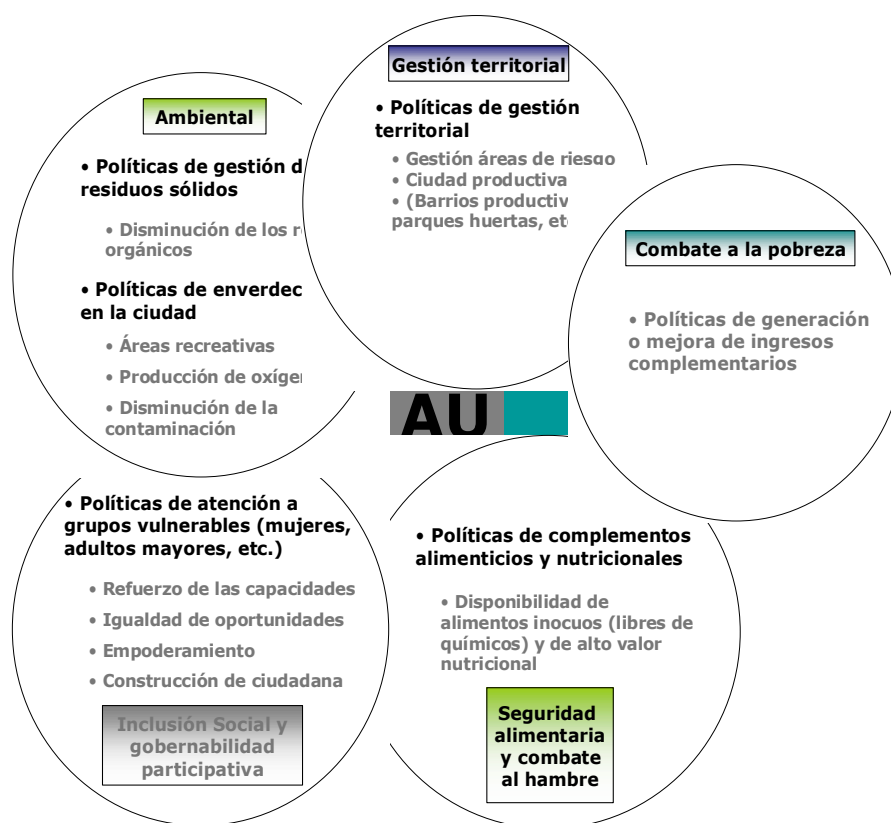 Gestión territorial
• Políticas de gestión
territorial
• Gestión áreas de riesgo
• Ciudad productiva
• (Barrios
parques huertas,
Ambiental
• Políticas de gestión
residuos sólidos
• Disminución de los
orgánicos
• Políticas de
en la ciudad
• Áreas recreativas
• Producción de
• Disminución de la
contaminación
Combate a la pobreza
• Políticas de generación
o mejora de ingresos
complementarios
AU
• Políticas de atención a
grupos vulnerables (mujeres,
adultos mayores, etc.)
• Refuerzo de las capacidades
• Igualdad de oportunidades
• Empoderamiento
• Construcción de ciudadana
Inclusión Social y
gobernabilidad
participativa
• Políticas de complementos
alimenticios y nutricionales
• Disponibilidad de
alimentos inocuos (libres de
químicos) y de alto valor
nutricional
Seguridad
alimentaria
y combate
al hambre